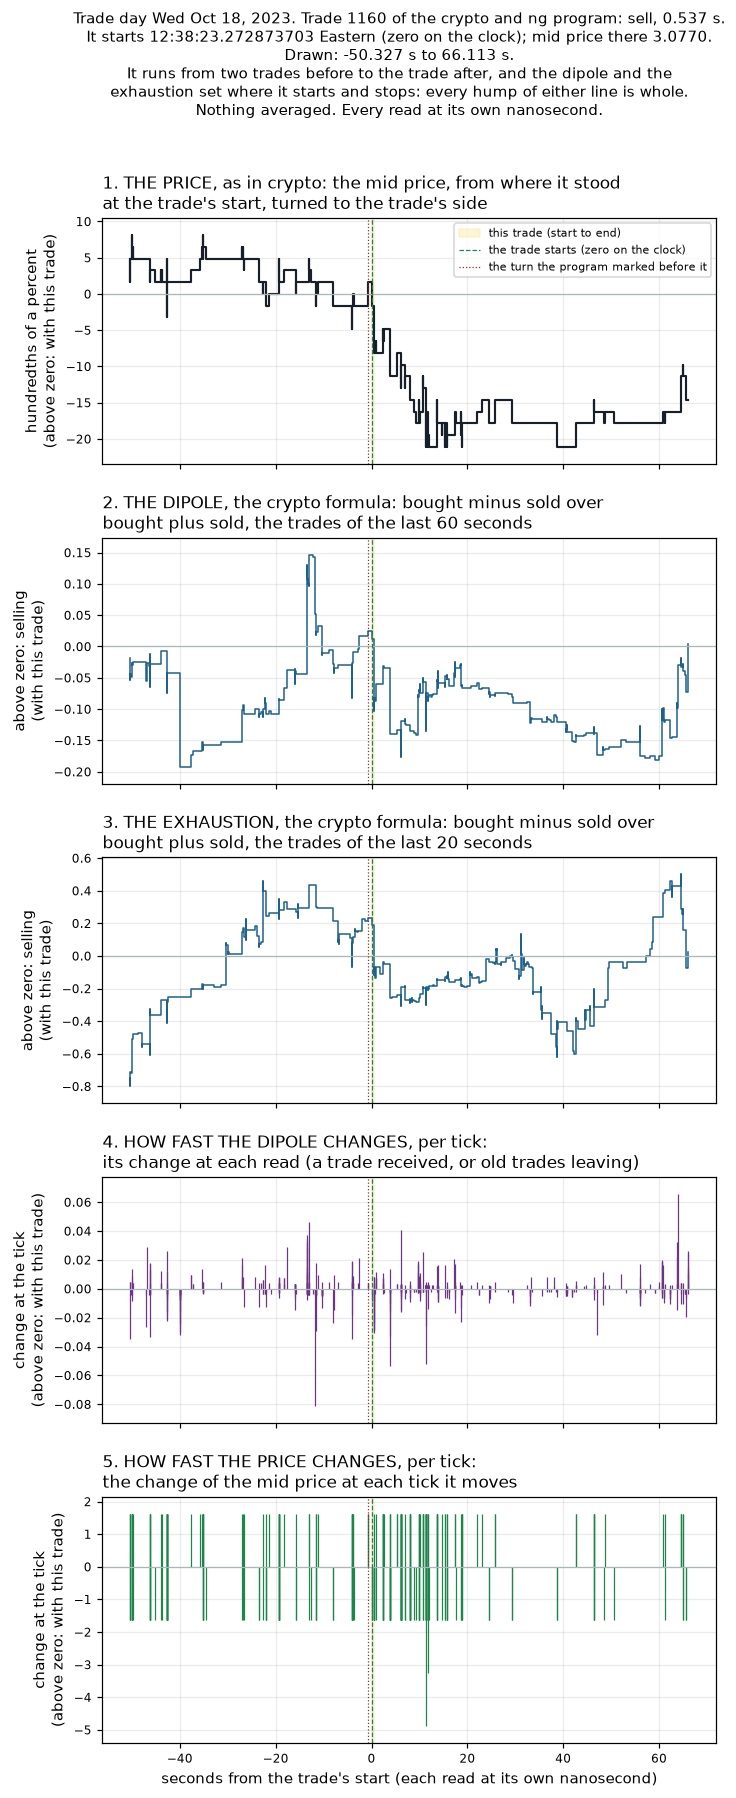 Trade day Wed Oct 18, 2023. Trade 1160 of the crypto and ng program: sell, 0.537 s.
It starts 12:38:23.272873703 Eastern (zero on the clock); mid price there 3.0770.
Drawn: -50.327 s to 66.113 s.
It runs from two trades before to the trade after, and the dipole and the
exhaustion set where it starts and stops: every hump of either line is whole.
Nothing averaged. Every read at its own nanosecond.
1. THE PRICE, as in crypto: the mid price, from where it stood
at the trade's start, turned to the trade's side
10
5
0
−5
−10
−15
−20
hundredths of a percent
(above zero: with this trade)
this trade (start to end)
the trade starts (zero on the clock)
the turn the program marked before it
2. THE DIPOLE, the crypto formula: bought minus sold over
bought plus sold, the trades of the last 60 seconds
0.15
0.10
0.05
0.00
−0.05
−0.10
−0.15
−0.20
above zero: selling
(with this trade)
3. THE EXHAUSTION, the crypto formula: bought minus sold over
bought plus sold, the trades of the last 20 seconds
0.6
0.4
0.2
0.0
−0.2
−0.4
−0.6
−0.8
above zero: selling
(with this trade)
4. HOW FAST THE DIPOLE CHANGES, per tick:
its change at each read (a trade received, or old trades leaving)
0.06
0.04
0.02
0.00
−0.02
−0.04
−0.06
−0.08
change at the tick
(above zero: with this trade)
5. HOW FAST THE PRICE CHANGES, per tick:
the change of the mid price at each tick it moves
2
1
0
−1
−2
−3
−4
−5
change at the tick
(above zero: with this trade)
−40
−20
0
20
40
60
seconds from the trade's start (each read at its own nanosecond)